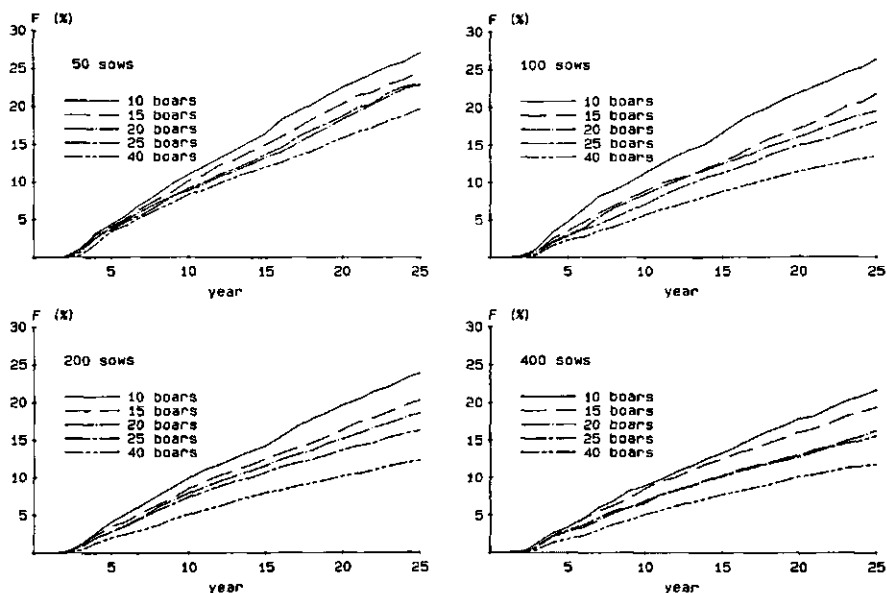 F (%)
30
25
20
15
10
5
50 sows
10 boars
15 boars
20 boars
25 boars
40 boars
5 10 15 20 25
year
F (%)
30
25
20
15
10
5
100 sows
10 boars
15 boars
20 boars
25 boars
40 boars
5 10 15 20 25
year
F (%)
30
25
20
15
10
5
200 sows
10 boars
15 boars
20 boars
25 boars
40 boars
5 10 15 20 25
year
F (%)
30
25
20
15
10
5
400 sows
10 boars
15 boars
20 boars
25 boars
40 boars
5 10 15 20 25
year